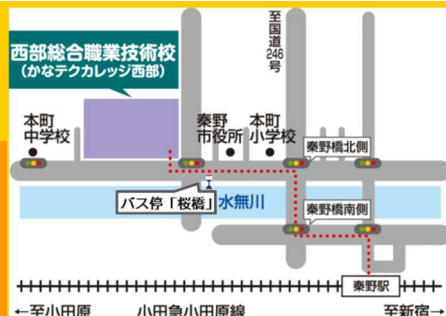 西部総合職業技術校
(かなテクカレッジ西部)
至国道
246
号
本町
中学校
秦野
市役所
本町
小学校
秦野橋北側
バス停「桜橋」
水無川
秦野橋南側
秦野駅
←至小田原
小田急小田原線
至新宿→